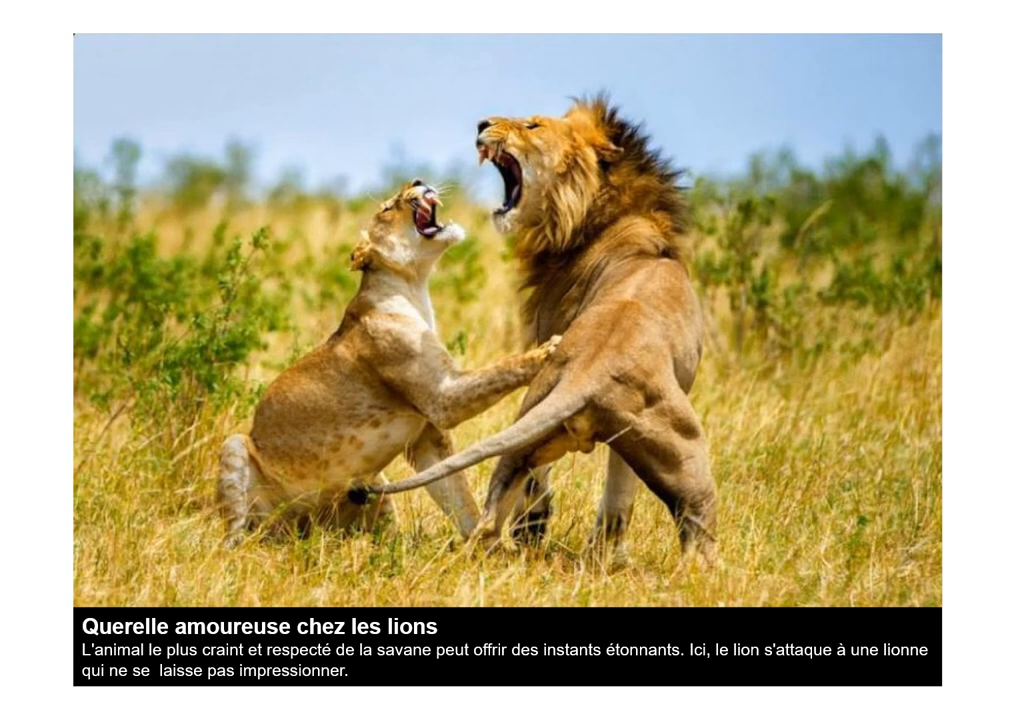 Querelle amoureuse chez les lions
L'animal le plus craint et respecté de la savane peut offrir des instants étonnants. Ici, le lion s'attaque à une lionne
qui ne se  laisse pas impressionner.